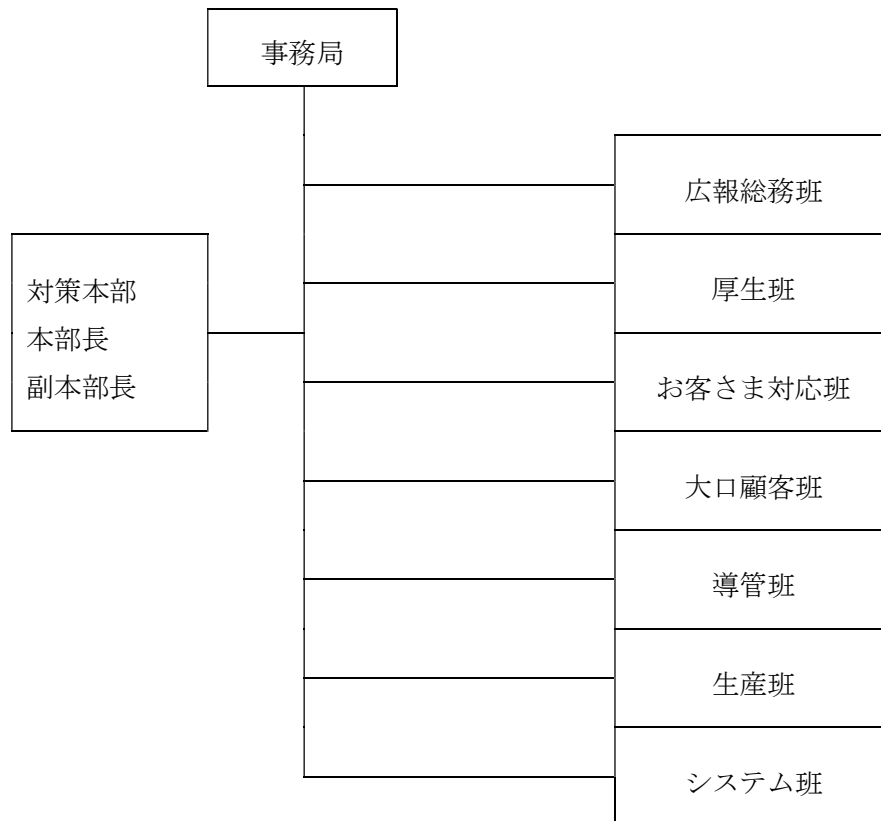 事務局
広報総務班
厚生班
対策本部
本部長
副本部長
お客さま対応班
大口顧客班
導管班
生産班
システム班